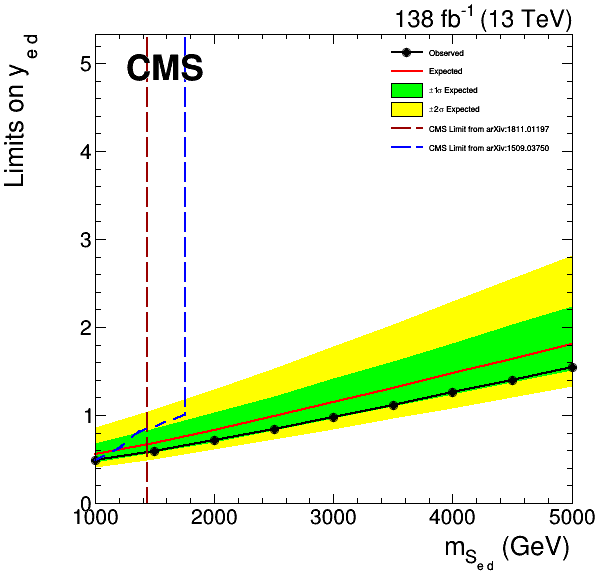 138 fb⁻¹ (13 TeV)
CMS
Observed
Expected
±1σ Expected
±2σ Expected
CMS Limit from arXiv:1811.01197
CMS Limit from arXiv:1509.03750
Limits on y_ed
5
4
3
2
1
0
1000 2000 3000 4000 5000
m_S_ed (GeV)